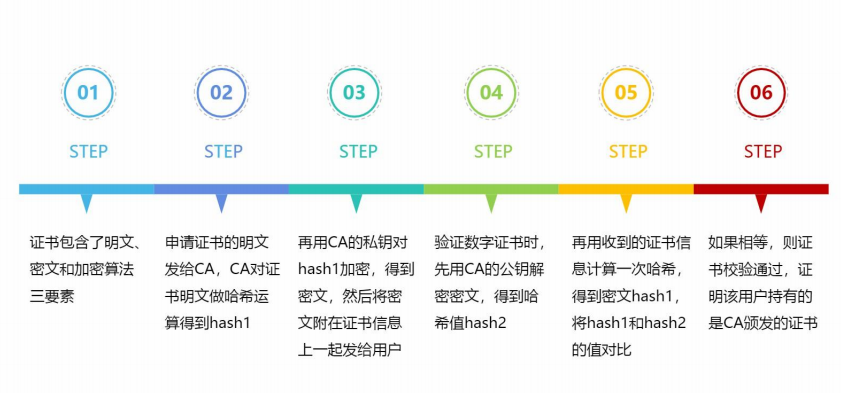 01
STEP
证书包含了明文、
密文和加密算法
三要素
02
STEP
申请证书的明文
发给CA，CA对证
书明文做哈希运
算得到hash1
03
STEP
再用CA的私钥对
hash1加密，得到
密文，然后将密
文附在证书信息
上一起发给用户
04
STEP
验证数字证书时，
先用CA的公钥解
密密文，得到哈
希值hash2
05
STEP
再用收到的证书信
息计算一次哈希，
得到密文hash1，
将hash1和hash2
的值对比
06
STEP
如果相等，则证
书校验通过，证
明该用户持有的
是CA颁发的证书